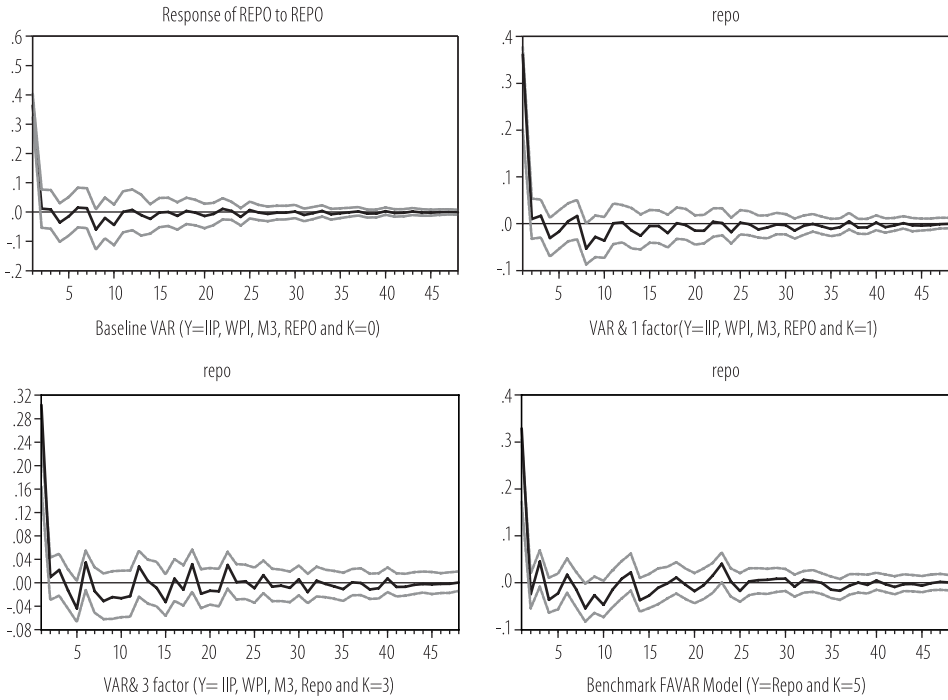 Response of REPO to REPO
.6
.5
.4
.3
.2
.1
.0
-.1
-.2
5 10 15 20 25 30 35 40 45
Baseline VAR (Y=IIP, WPI, M3, REPO and K=0)
repo
.4
.3
.2
.1
.0
-.1
5 10 15 20 25 30 35 40 45
VAR & 1 factor(Y=IIP, WPI, M3, REPO and K=1)
repo
.32
.28
.24
.20
.16
.12
.08
.04
.00
-.04
-.08
5 10 15 20 25 30 35 40 45
VAR& 3 factor (Y= IIP, WPI, M3, Repo and K=3)
repo
.4
.3
.2
.1
.0
-.1
5 10 15 20 25 30 35 40 45
Benchmark FAVAR Model (Y=Repo and K=5)